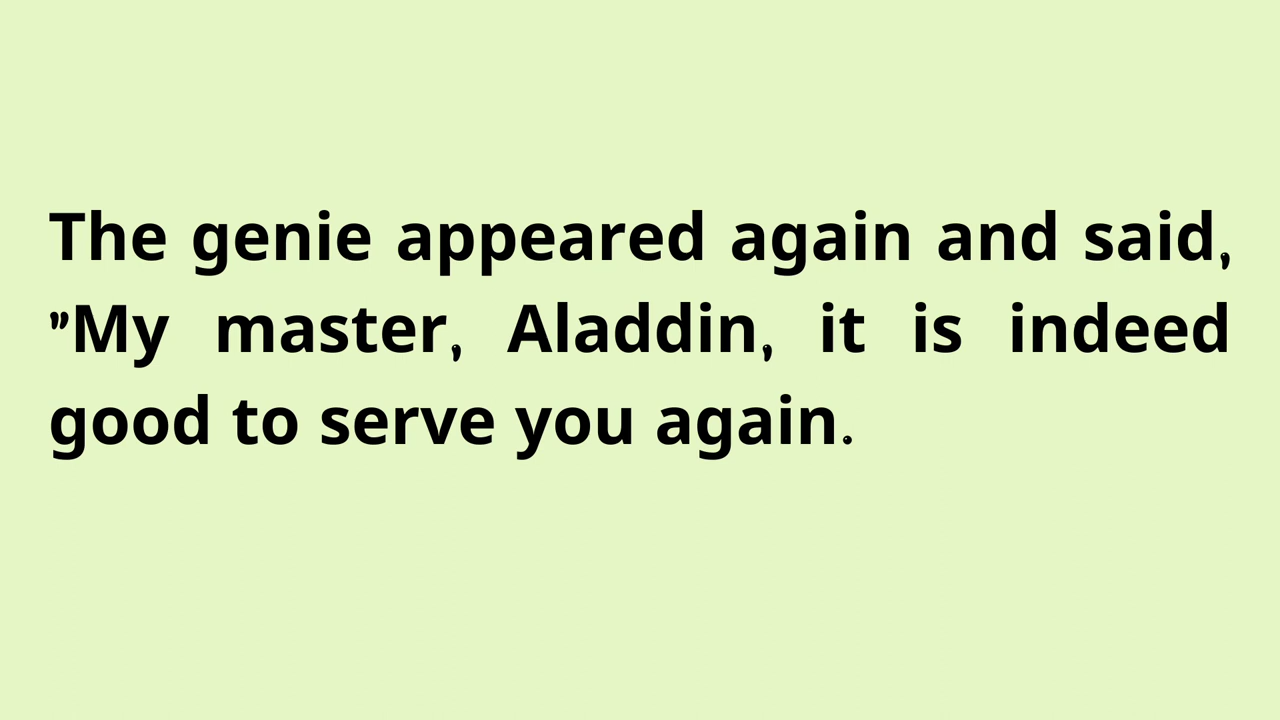 The genie appeared again and said,
"My master, Aladdin, it is indeed
good to serve you again.